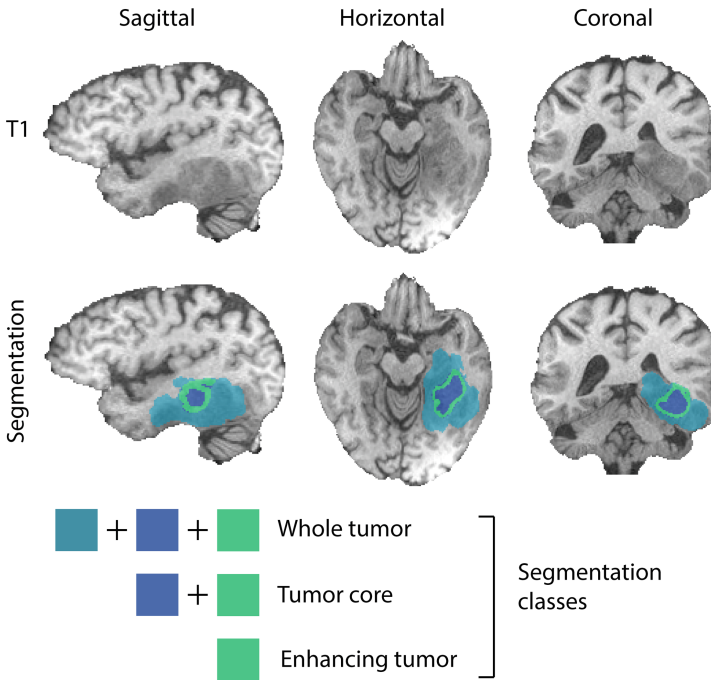 Sagittal Horizontal Coronal
T1
Segmentation
+ + Whole tumor
+ Tumor core
Enhancing tumor
Segmentation
classes